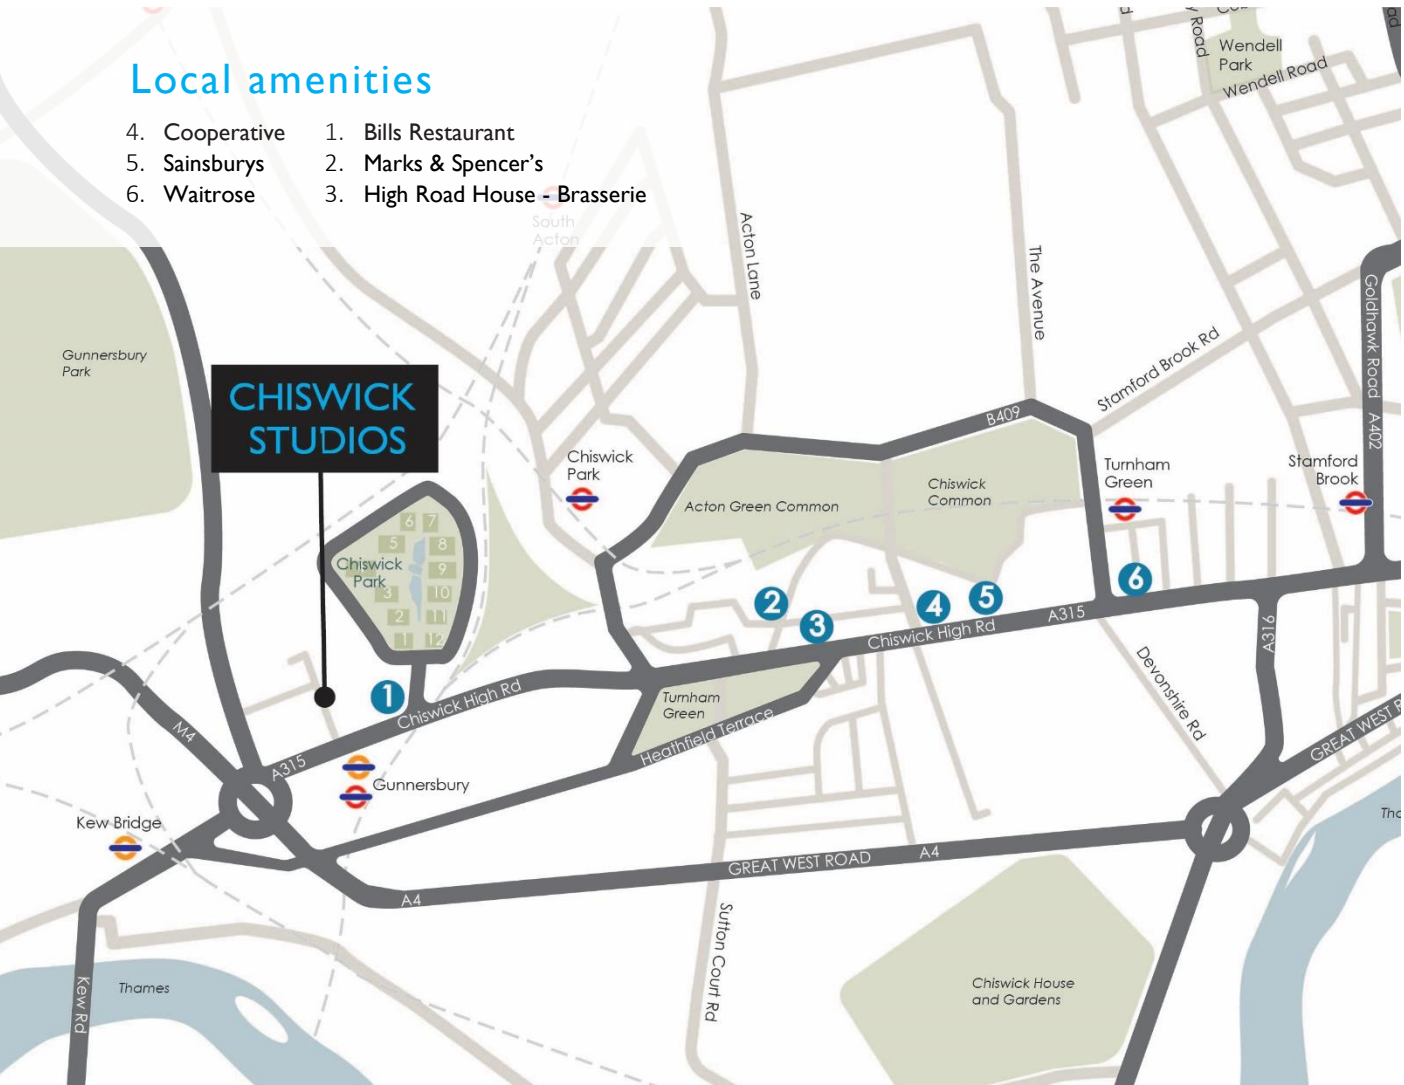 Local amenities
4. Cooperative
5. Sainsburys
6. Waitrose
1. Bills Restaurant
2. Marks & Spencer’s
3. High Road House - Brasserie
South
Acton
Road
Wendell
Park
Wendell Road
Acton Lane
The Avenue
Goldhawk Road A402
Stamford Brook Rd
Gunnersbury
Park
CHISWICK
STUDIOS
B409
Chiswick
Park
Turnham
Green
Stamford
Brook
Acton Green Common
Chiswick
Common
6 7
5 8
Chiswick
Park
9
3 10
2 11
1 12
2
3
4
5
6
1
Chiswick High Rd
A315
A316
Chiswick High Rd
Turnham
Green
Heathfield Terrace
Devonshire Rd
GREAT WEST R
M4
A315
Gunnersbury
Kew Bridge
GREAT WEST ROAD A4
A4
Sutton Court Rd
Kew Rd
Thames
Chiswick House
and Gardens